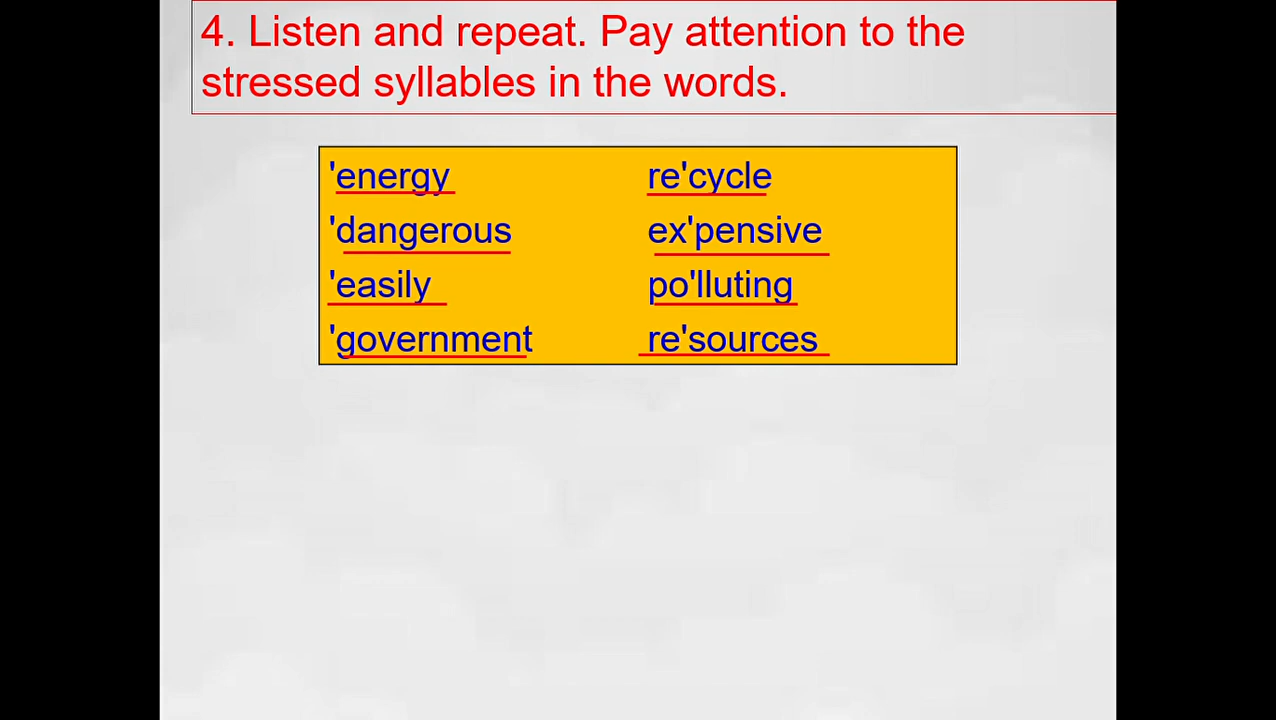 4. Listen and repeat. Pay attention to the
stressed syllables in the words.
'energy re'cycle
'dangerous ex'pensive
'easily po'lluting
'government re'sources